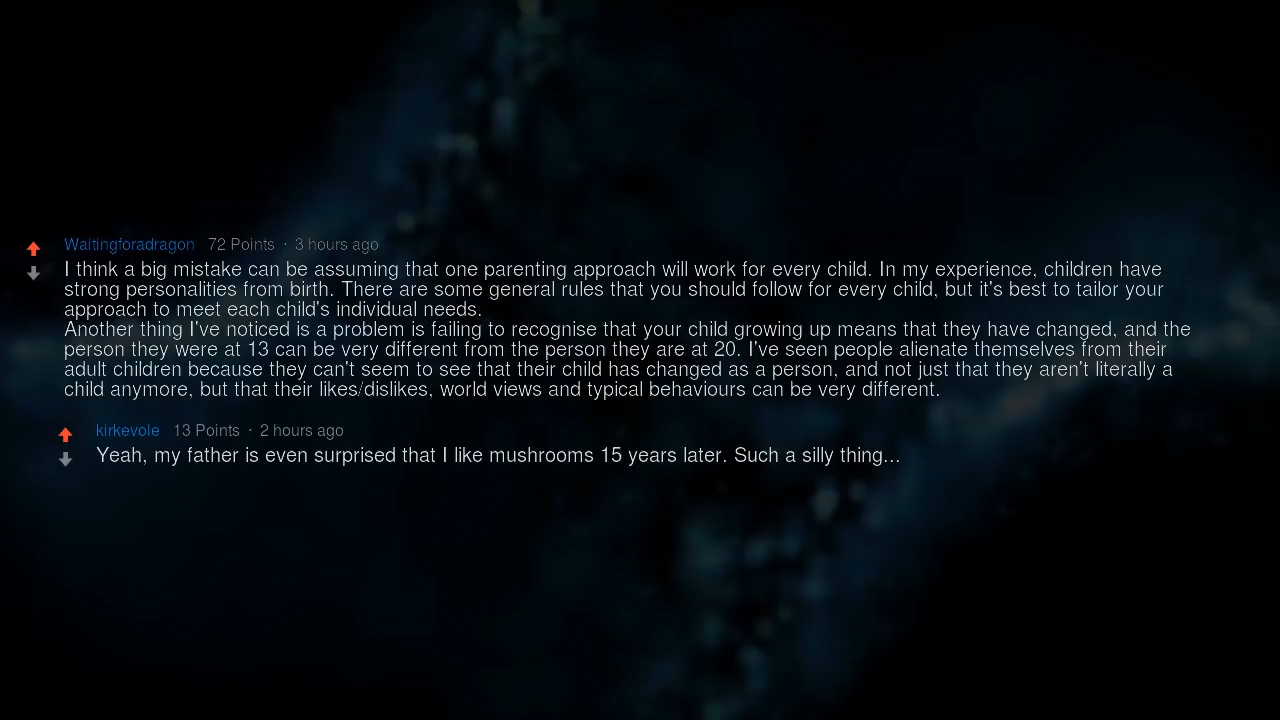 Waitingforadragon 72 Points · 3 hours ago
I think a big mistake can be assuming that one parenting approach will work for every child. In my experience, children have
strong personalities from birth. There are some general rules that you should follow for every child, but it's best to tailor your
approach to meet each child's individual needs.
Another thing I've noticed is a problem is failing to recognise that your child growing up means that they have changed, and the
person they were at 13 can be very different from the person they are at 20. I've seen people alienate themselves from their
adult children because they can't seem to see that their child has changed as a person, and not just that they aren't literally a
child anymore, but that their likes/dislikes, world views and typical behaviours can be very different.
kirkevole 13 Points · 2 hours ago
Yeah, my father is even surprised that I like mushrooms 15 years later. Such a silly thing...